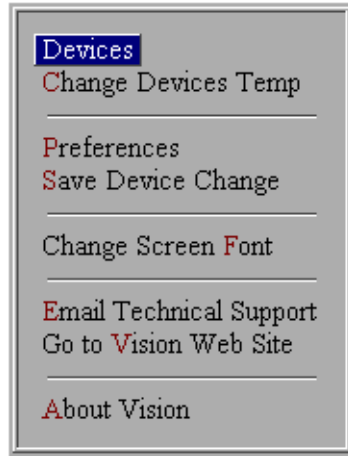 Devices
Change Devices Temp
Preferences
Save Device Change
Change Screen Font
Email Technical Support
Go to Vision Web Site
About Vision